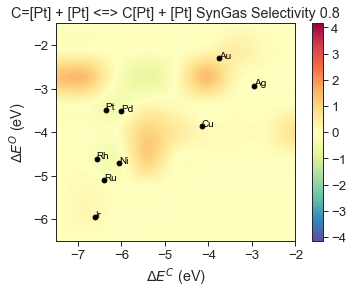 C=[Pt] + [Pt] <=> C[Pt] + [Pt] SynGas Selectivity 0.8
ΔE^O (eV)
−2
−3
−4
−5
−6
Au
Ag
Pt
Pd
Cu
Rh
Ni
Ru
Ir
−7
−6
−5
−4
−3
−2
ΔE^C (eV)
4
3
2
1
0
−1
−2
−3
−4